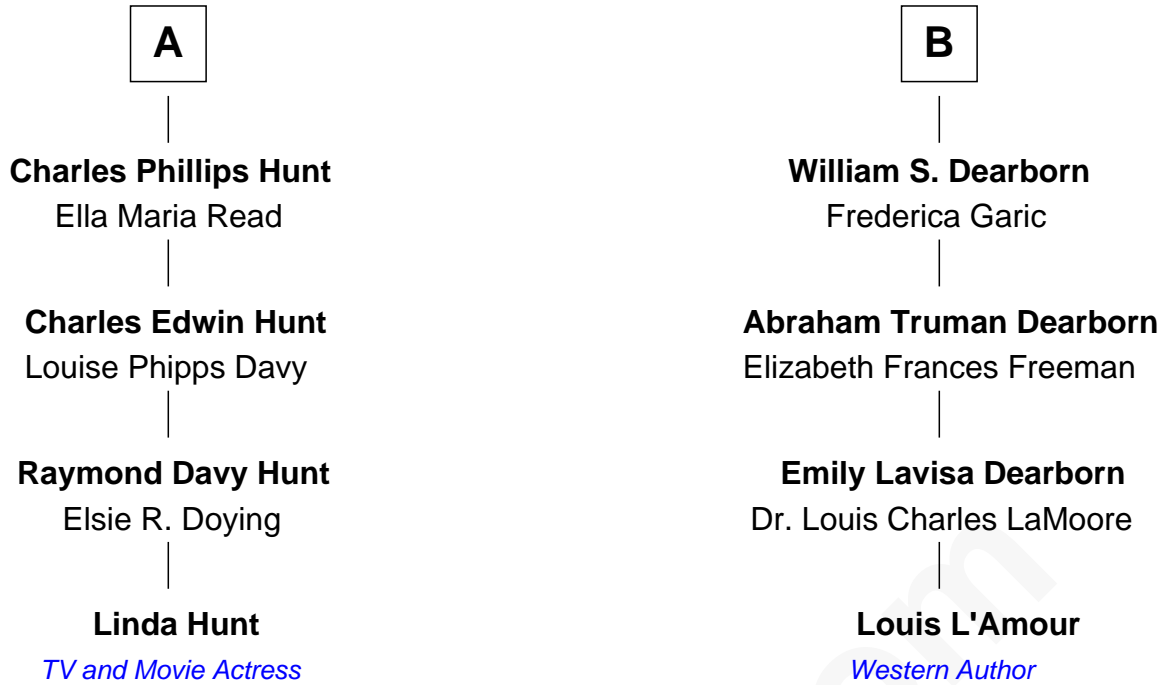 A
Charles Phillips Hunt
Ella Maria Read
Charles Edwin Hunt
Louise Phipps Davy
Raymond Davy Hunt
Elsie R. Doying
Linda Hunt
TV and Movie Actress
B
William S. Dearborn
Frederica Garic
Abraham Truman Dearborn
Elizabeth Frances Freeman
Emily Lavisa Dearborn
Dr. Louis Charles LaMoore
Louis L'Amour
Western Author